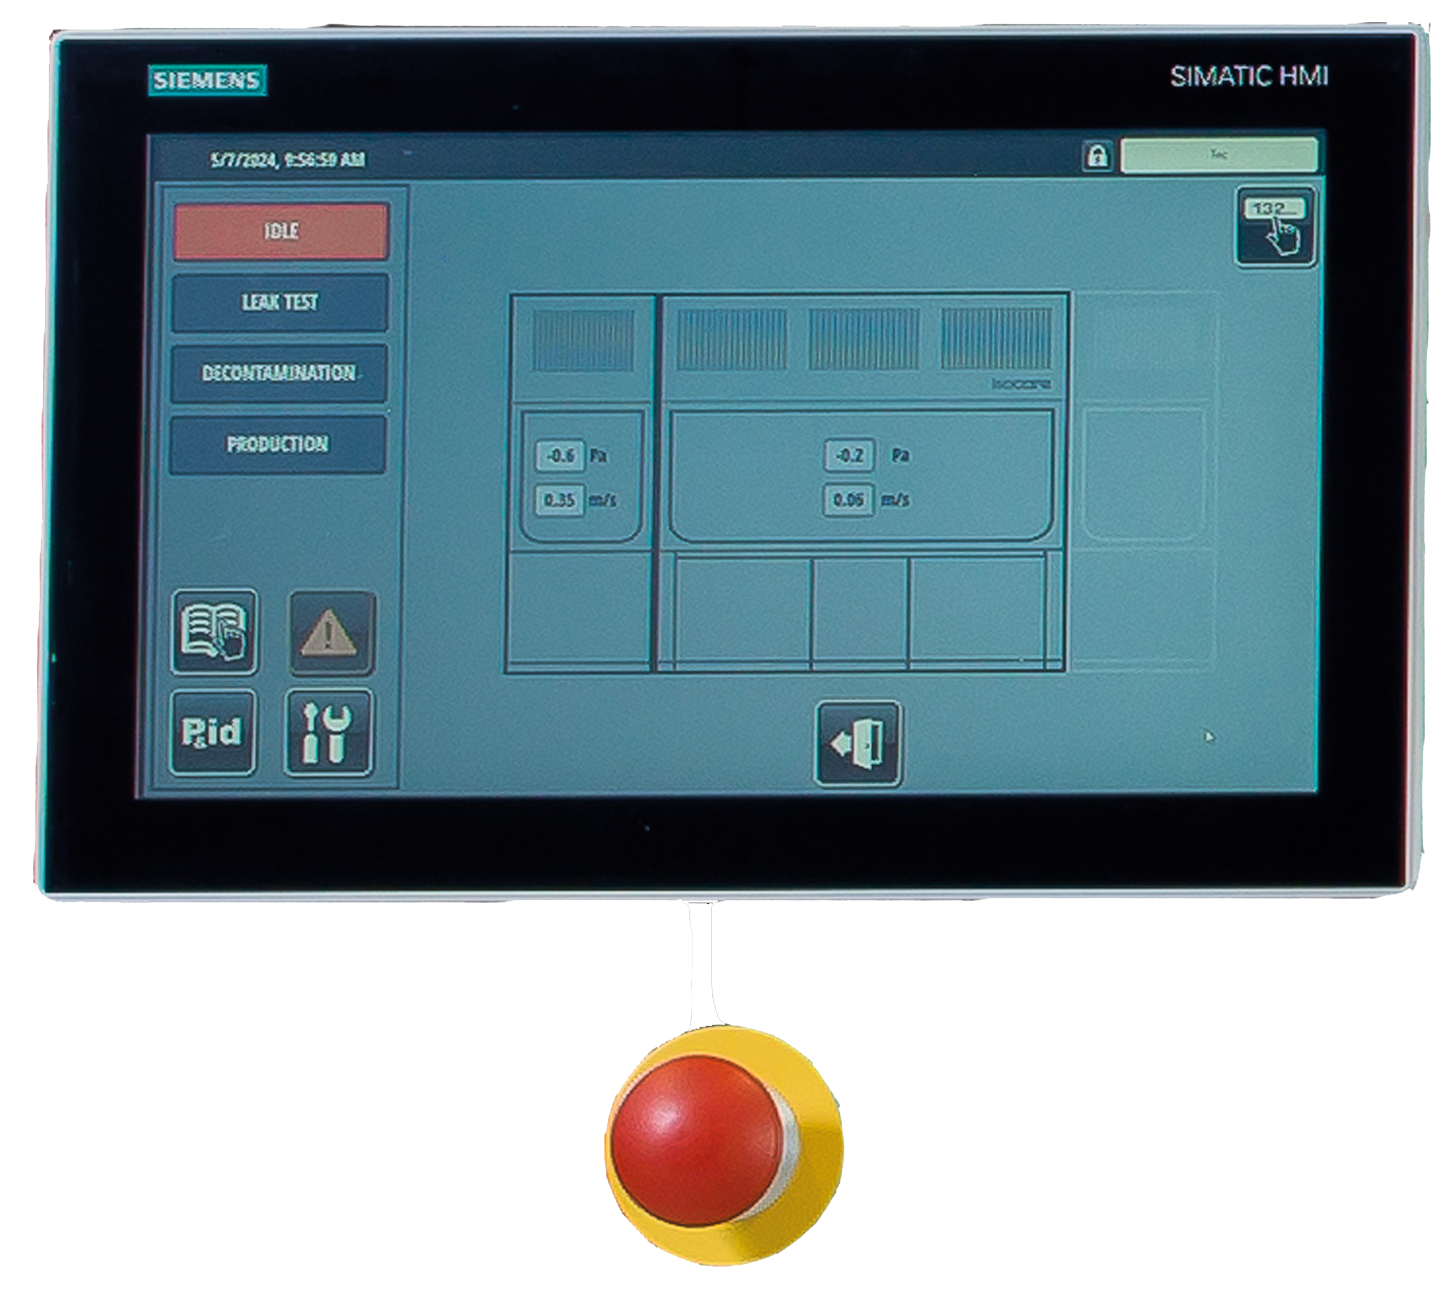 SIEMENS
SIMATIC HMI
5/7/2024, 9:56:59 AM
Tec
132...
IDLE
LEAK TEST
DECONTAMINATION
PRODUCTION
isocore
-0.6 Pa
0.35 m/s
-0.2 Pa
0.06 m/s
P&id